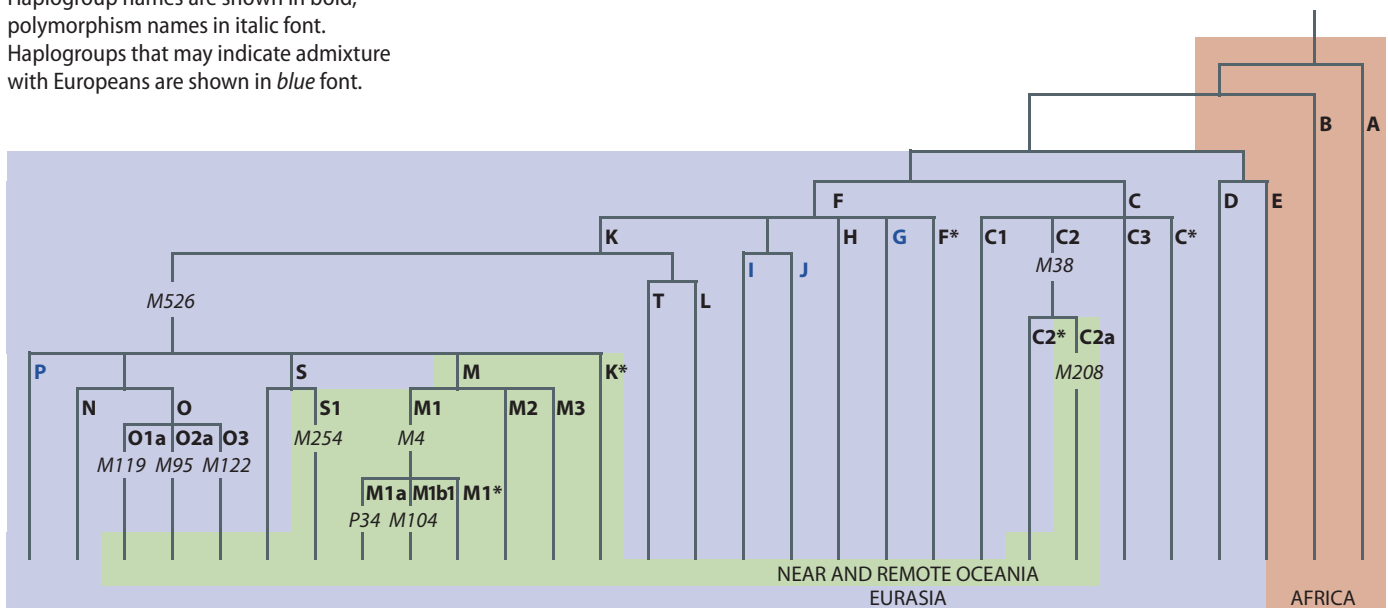 Haplogroup names are shown in bold,
polymorphism names in italic font.
Haplogroups that may indicate admixture
with Europeans are shown in blue font.
B A
F C D E
K H G F* C1 C2 C3 C*
I J M38
M526 T L
C2* C2a
P S M K* M208
N O S1 M1 M2 M3
O1a O2a O3 M254 M4
M119 M95 M122
M1a M1b1 M1*
P34 M104
NEAR AND REMOTE OCEANIA
EURASIA AFRICA